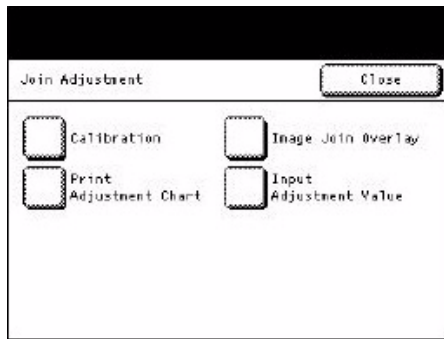 Join Adjustment
Close
Calibration
Image Join Overlay
Print
Adjustment Chart
Input
Adjustment Value